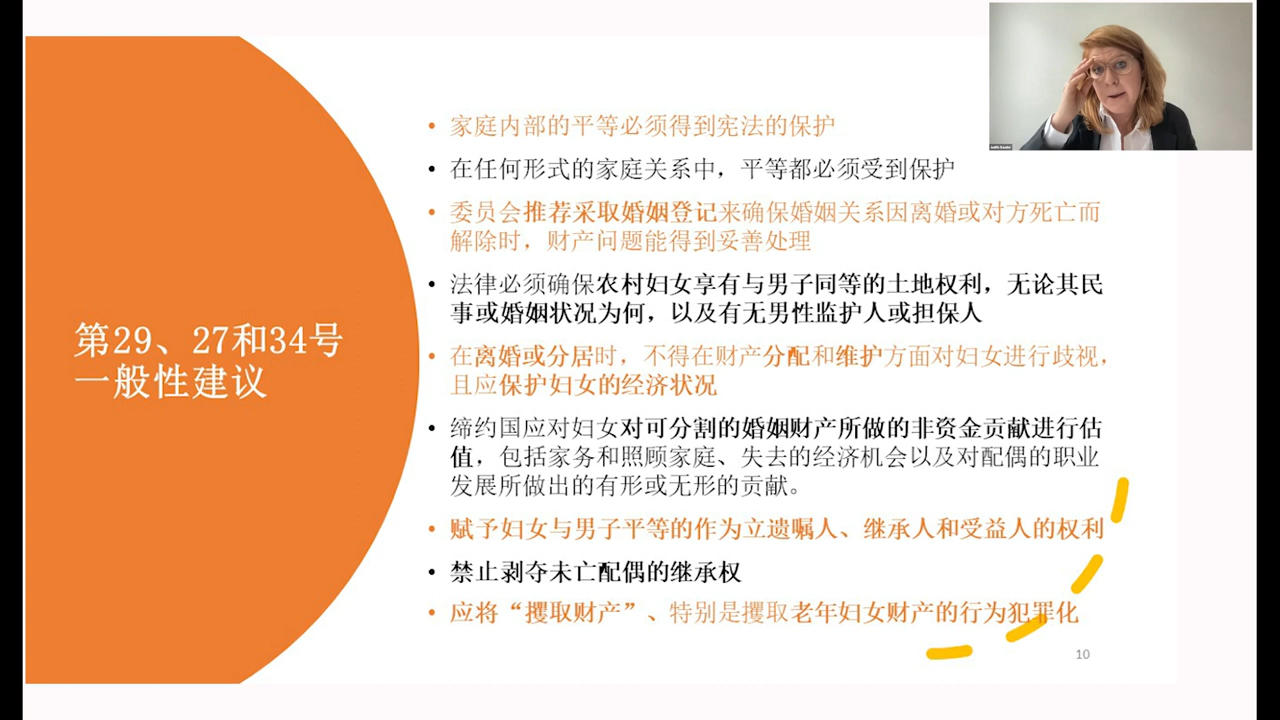 第29、27和34号
一般性建议
• 家庭内部的平等必须得到宪法的保护
• 在任何形式的家庭关系中，平等都必须受到保护
• 委员会推荐采取婚姻登记来确保婚姻关系因离婚或对方死亡而
解除时，财产问题能得到妥善处理
• 法律必须确保农村妇女享有与男子同等的土地权利，无论其民
事或婚姻状况为何，以及有无男性监护人或担保人
• 在离婚或分居时，不得在财产分配和维护方面对妇女进行歧视，
且应保护妇女的经济状况
• 缔约国应对妇女对可分割的婚姻财产所做的非资金贡献进行估
值，包括家务和照顾家庭、失去的经济机会以及对配偶的职业
发展所做出的有形或无形的贡献。
• 赋予妇女与男子平等的作为立遗嘱人、继承人和受益人的权利
• 禁止剥夺未亡配偶的继承权
• 应将“攫取财产”、特别是攫取老年妇女财产的行为犯罪化
10